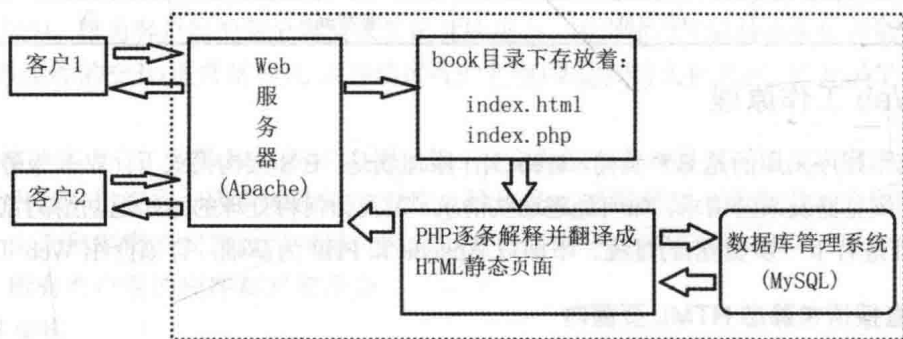 客户1
客户2
Web
服
务
器
(Apache)
book目录下存放着：
index.html
index.php
PHP逐条解释并翻译成
HTML静态页面
数据库管理系统
(MySQL)